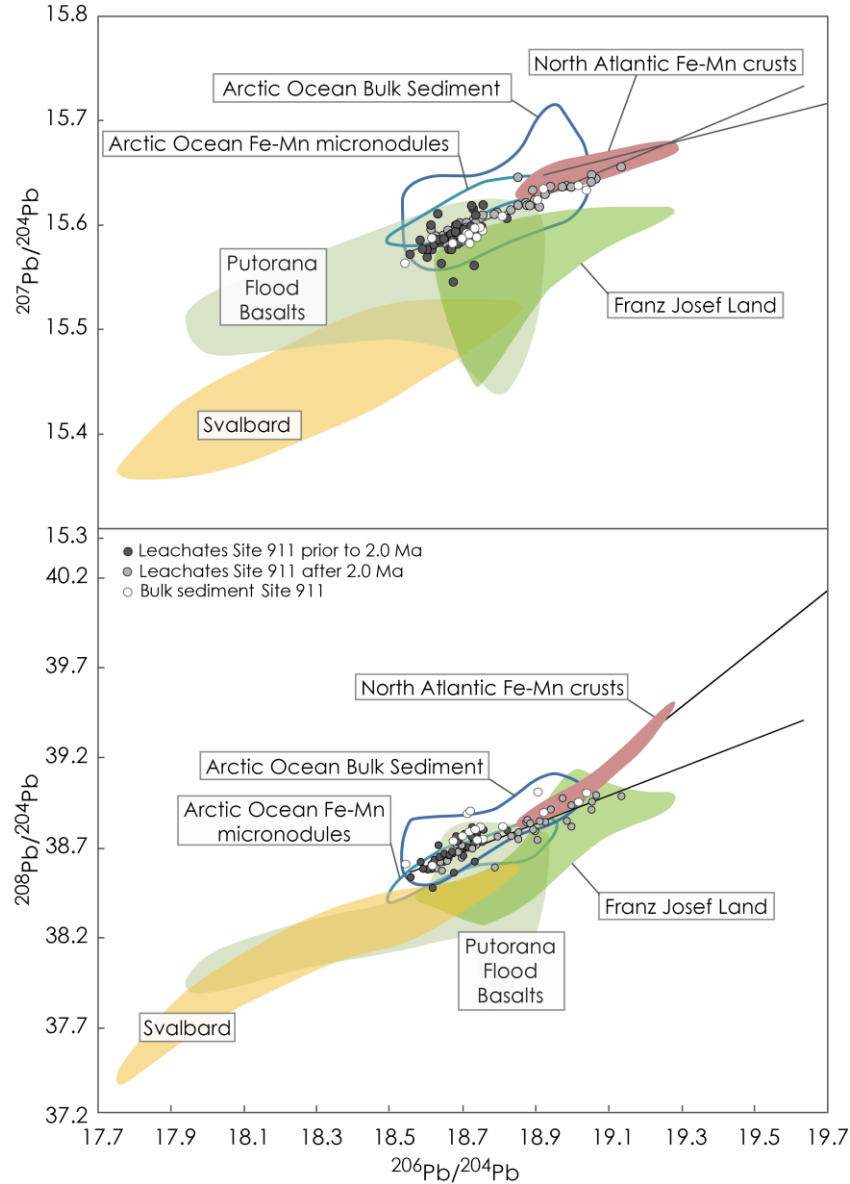 15.8
North Atlantic Fe-Mn crusts
Arctic Ocean Bulk Sediment
15.7
Arctic Ocean Fe-Mn micronodules
15.6
²⁰⁷Pb/²⁰⁴Pb
Putorana
Flood
Basalts
Franz Josef Land
15.5
Svalbard
15.4
15.3
Leachates Site 911 prior to 2.0 Ma
40.2
Leachates Site 911 after 2.0 Ma
Bulk sediment Site 911
39.7
North Atlantic Fe-Mn crusts
39.2
Arctic Ocean Bulk Sediment
Arctic Ocean Fe-Mn
micronodules
38.7
²⁰⁸Pb/²⁰⁴Pb
Franz Josef Land
38.2
Putorana
Flood
Basalts
37.7
Svalbard
37.2
17.7 17.9 18.1 18.3 18.5 18.7 18.9 19.1 19.3 19.5 19.7
²⁰⁶Pb/²⁰⁴Pb